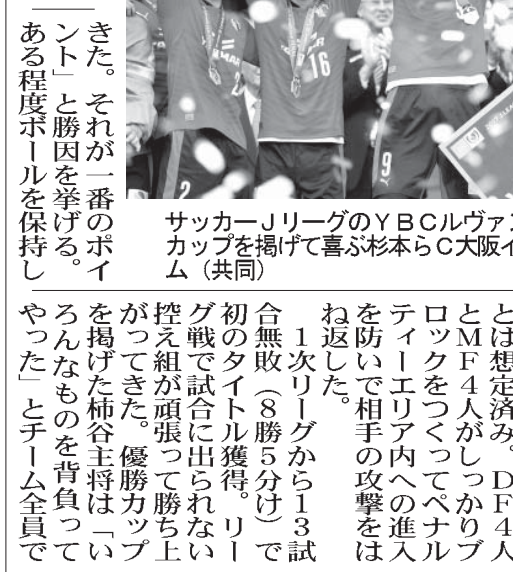 きた。それが一番のポイ
ント」と勝因を挙げる。
ある程度ボールを保持し
16
2
9
サッカーJリーグのYBCルヴァン
カップを掲げて喜ぶ杉本らC大阪イ
ム（共同）
とは想定済み。DF4人
とMF4人がしっかりブ
ロックをつくってペナル
ティーエリア内への進入
を防いで相手の攻撃をは
ね返した。
1次リーグから13試
合無敗（8勝5分け）で
初のタイトル獲得。リー
グ戦で試合に出られない
控え組が頑張って勝ち上
がってきた。優勝カップ
を掲げた柿谷主将は「い
ろんなものを背負って
やった」とチーム全員で